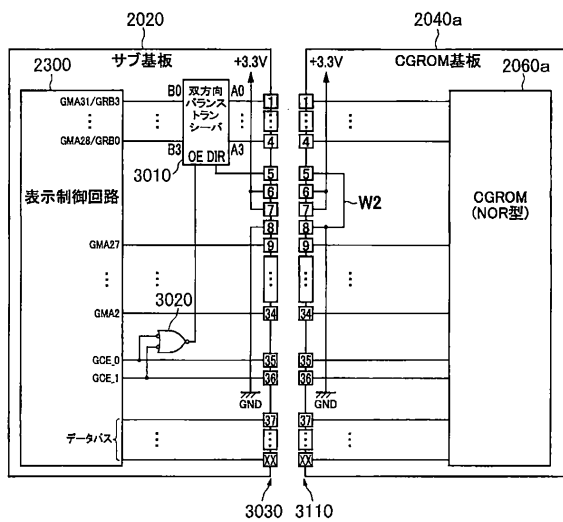 2020
2040a
サブ基板
CGROM基板
2300
2060a
+3.3V
+3.3V
GMA31/GRB3
GMA28/GRB0
B0
A0
双方向
バランス
トラン
シーバ
B3
A3
OE DIR
3010
表示制御回路
CGROM
(NOR型)
W2
GMA27
GMA2
3020
GCE_0
GCE_1
データバス
GND
GND
1
4
5
6
7
8
9
34
35
36
37
XX
1
4
5
6
7
8
9
34
35
36
37
XX
3030
3110